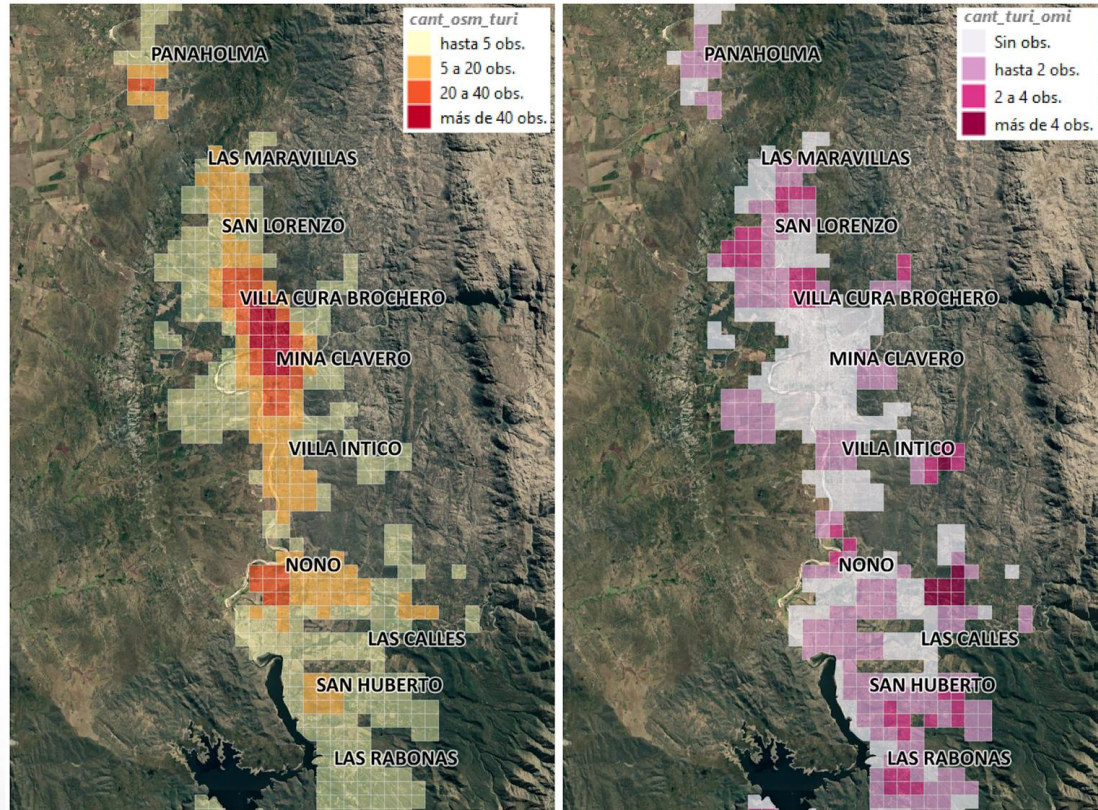 cant_osm_turi
hasta 5 obs.
5 a 20 obs.
20 a 40 obs.
más de 40 obs.
PANAHOLMA
LAS MARAVILLAS
SAN LORENZO
VILLA CURA BROCHERO
MINA CLAVERO
VILLA INTICO
NONO
LAS CALLES
SAN HUBERTO
LAS RABONAS
cant_turi_omi
Sin obs.
hasta 2 obs.
2 a 4 obs.
más de 4 obs.
PANAHOLMA
LAS MARAVILLAS
SAN LORENZO
VILLA CURA BROCHERO
MINA CLAVERO
VILLA INTICO
NONO
LAS CALLES
SAN HUBERTO
LAS RABONAS